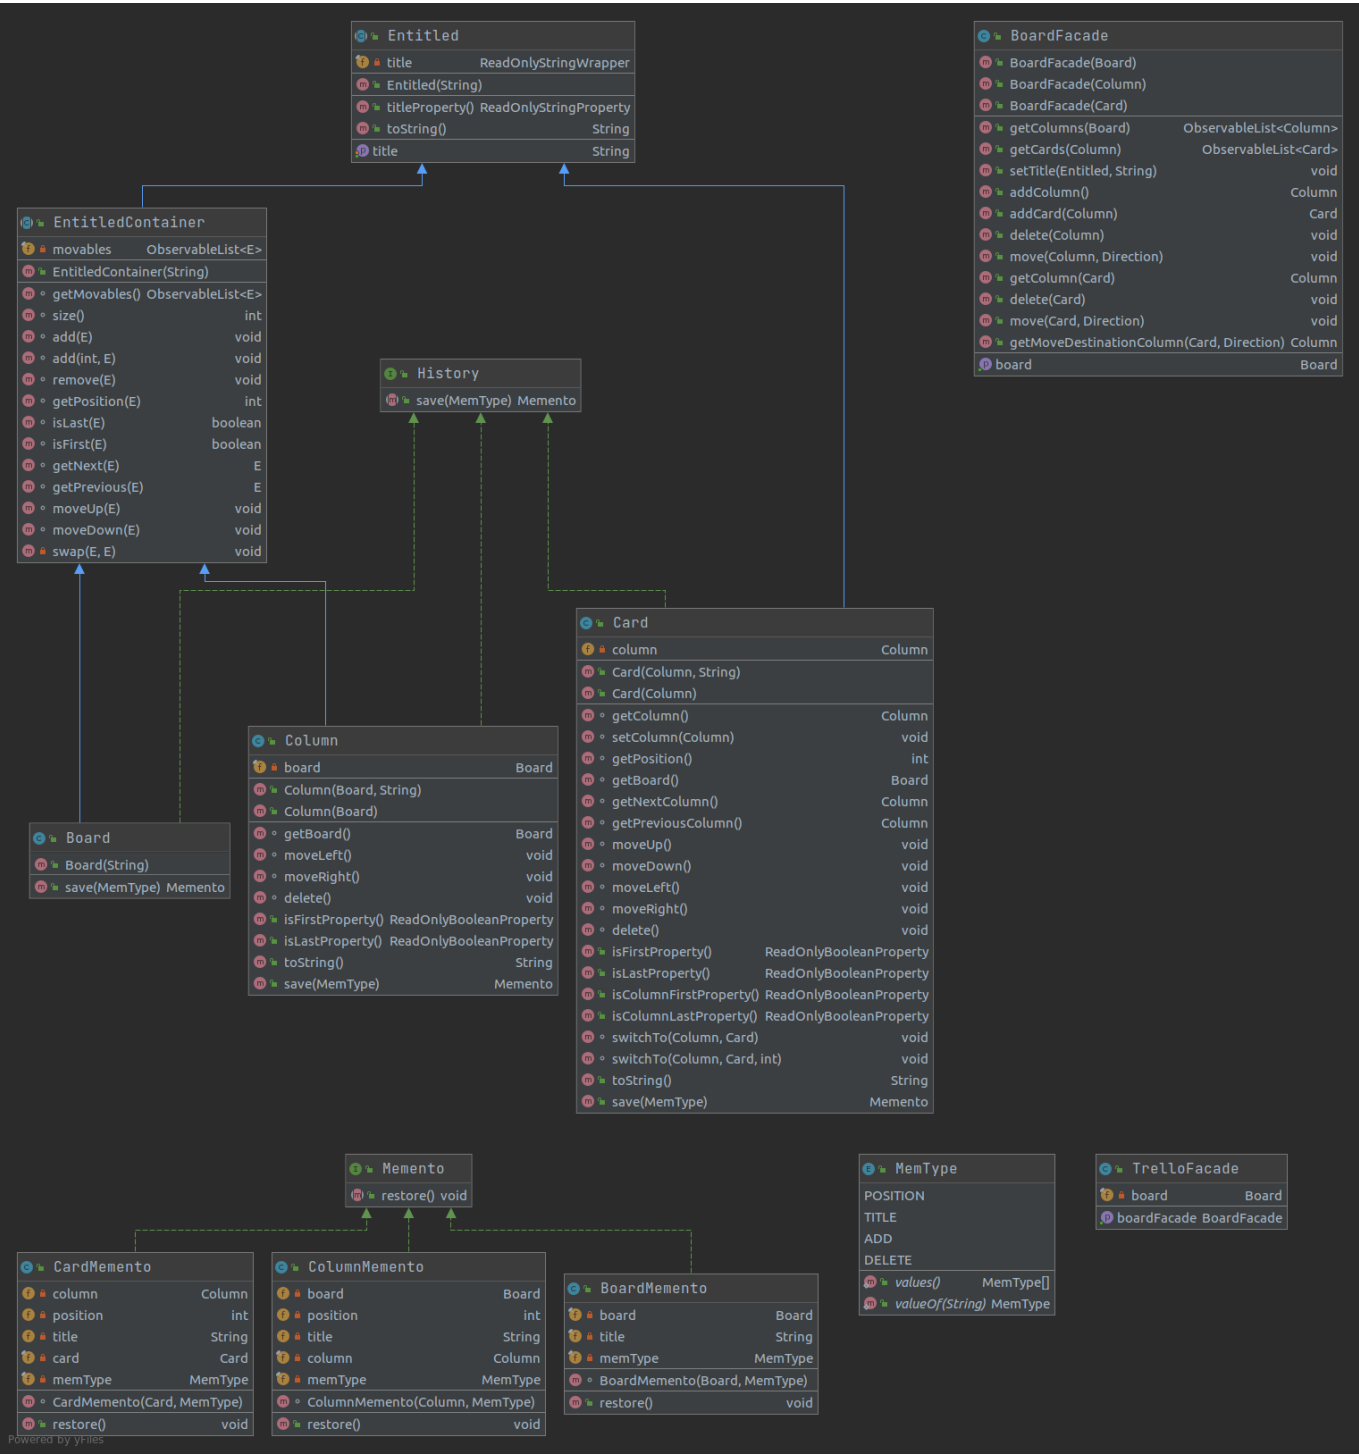 Entitled
title ReadOnlyStringWrapper
Entitled(String)
titleProperty() ReadOnlyStringProperty
toString() String
title String
BoardFacade
BoardFacade(Board)
BoardFacade(Column)
BoardFacade(Card)
getColumns(Board) ObservableList<Column>
getCards(Column) ObservableList<Card>
setTitle(Entitled, String) void
addColumn() Column
addCard(Column) Card
delete(Column) void
move(Column, Direction) void
getColumn(Card) Column
delete(Card) void
move(Card, Direction) void
getMoveDestinationColumn(Card, Direction) Column
board Board
EntitledContainer
movables ObservableList<E>
EntitledContainer(String)
getMovables() ObservableList<E>
size() int
add(E) void
add(int, E) void
remove(E) void
getPosition(E) int
isLast(E) boolean
isFirst(E) boolean
getNext(E) E
getPrevious(E) E
moveUp(E) void
moveDown(E) void
swap(E, E) void
History
save(MemType) Memento
Card
column Column
Card(Column, String)
Card(Column)
getColumn() Column
setColumn(Column) void
getPosition() int
getBoard() Board
getNextColumn() Column
getPreviousColumn() Column
moveUp() void
moveDown() void
moveLeft() void
moveRight() void
delete() void
isFirstProperty() ReadOnlyBooleanProperty
isLastProperty() ReadOnlyBooleanProperty
isColumnFirstProperty() ReadOnlyBooleanProperty
isColumnLastProperty() ReadOnlyBooleanProperty
switchTo(Column, Card) void
switchTo(Column, Card, int) void
toString() String
save(MemType) Memento
Column
board Board
Column(Board, String)
Column(Board)
getBoard() Board
moveLeft() void
moveRight() void
delete() void
isFirstProperty() ReadOnlyBooleanProperty
isLastProperty() ReadOnlyBooleanProperty
toString() String
save(MemType) Memento
Board
Board(String)
save(MemType) Memento
Memento
restore() void
MemType
POSITION
TITLE
ADD
DELETE
values() MemType[]
valueOf(String) MemType
TrelloFacade
board Board
boardFacade BoardFacade
CardMemento
column Column
position int
title String
card Card
memType MemType
CardMemento(Card, MemType)
restore() void
ColumnMemento
board Board
position int
title String
column Column
memType MemType
ColumnMemento(Column, MemType)
restore() void
BoardMemento
board Board
title String
memType MemType
BoardMemento(Board, MemType)
restore() void
Powered by yFiles